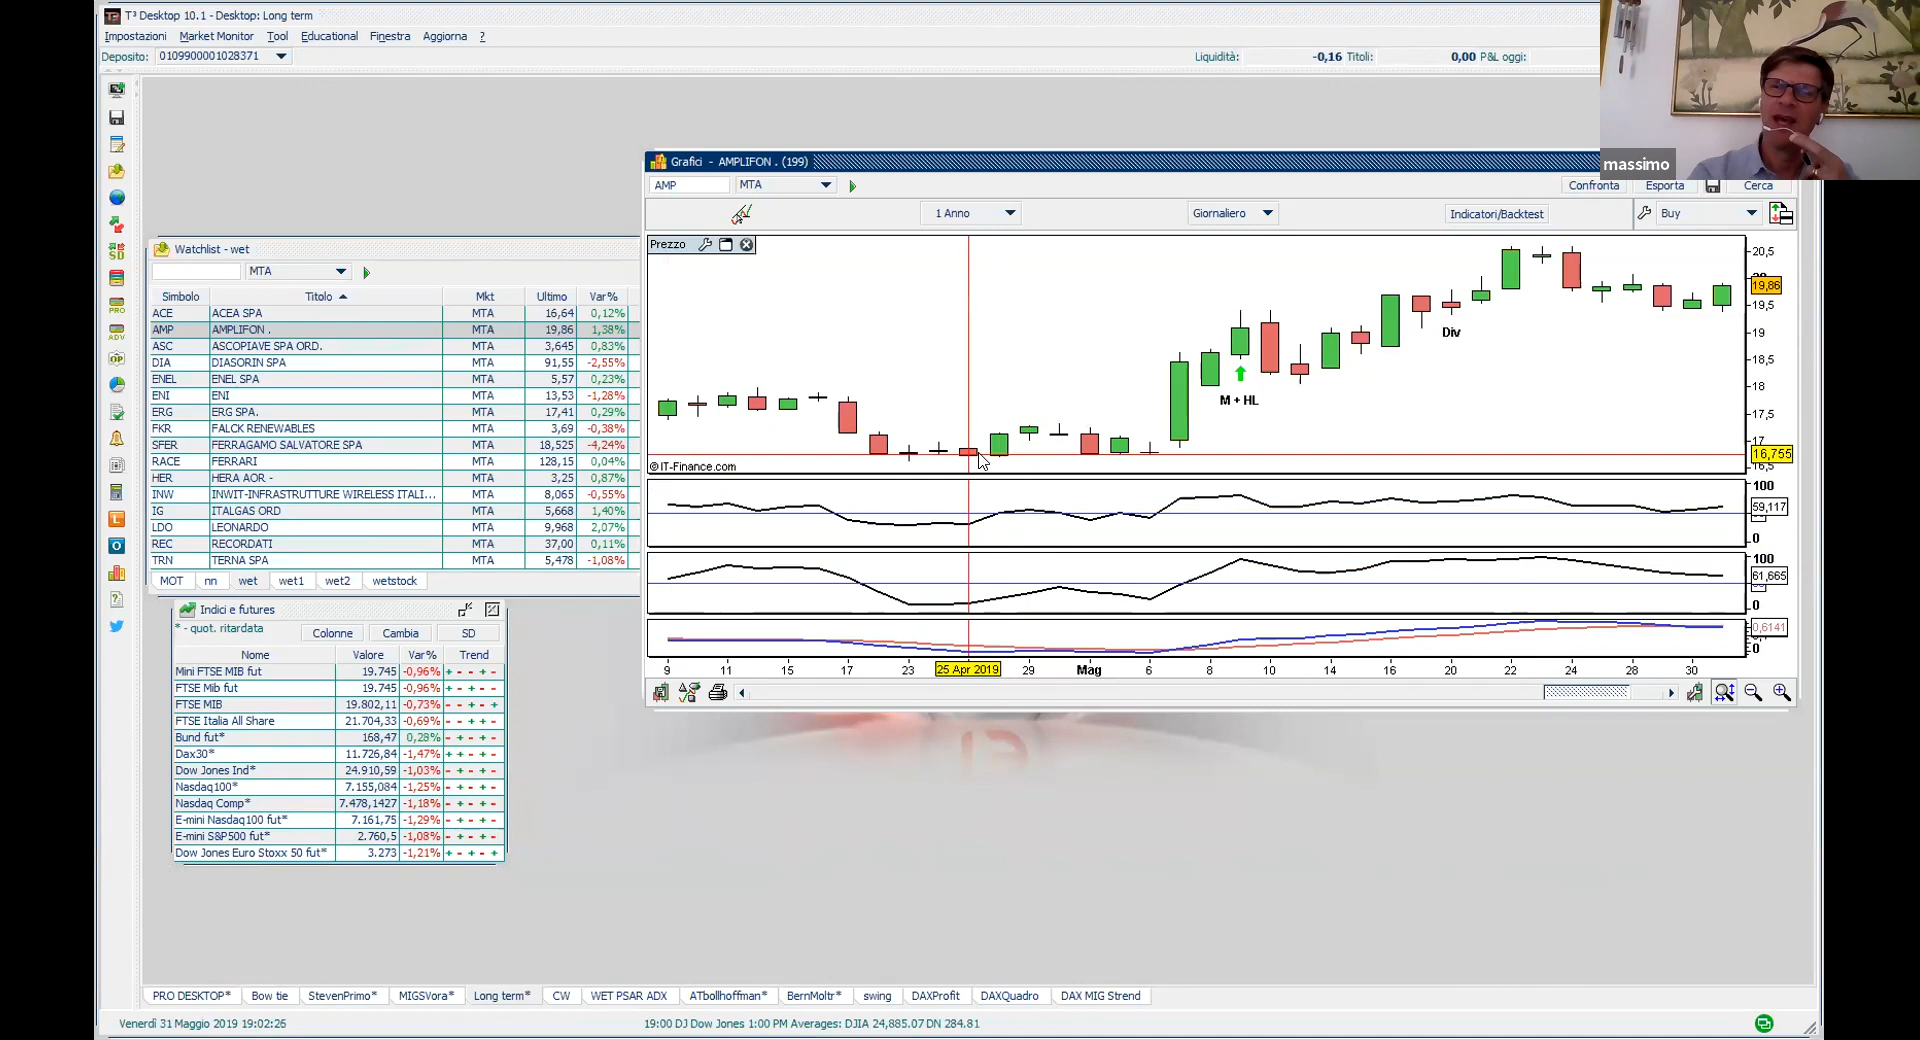 T³ Desktop 10.1 - Desktop: Long term
Impostazioni Market Monitor Tool Educational Finestra Aggiorna ?
Deposito: 0109900001028371 Liquidità: -0,16 Titoli: 0,00 P&L oggi:
massimo
Grafici - AMPLIFON . (199)
AMP MTA Confronta Esporta Cerca
1 Anno Giornaliero Indicatori/Backtest Buy
Prezzo
20,5
19,86
19,5
19
18,5
18
17,5
17
16,755
16,5
M + HL
Div
© IT-Finance.com
100
59,117
0
100
61,665
0
0,6141
0
9 11 15 17 23 25 Apr 2019 29 Mag 6 8 10 14 16 20 22 24 28 30
Watchlist - wet
MTA
Simbolo Titolo Mkt Ultimo Var%
ACE ACEA SPA MTA 16,64 0,12%
AMP AMPLIFON . MTA 19,86 1,38%
ASC ASCOPIAVE SPA ORD. MTA 3,645 0,83%
DIA DIASORIN SPA MTA 91,55 -2,55%
ENEL ENEL SPA MTA 5,57 0,23%
ENI ENI MTA 13,53 -1,28%
ERG ERG SPA. MTA 17,41 0,29%
FKR FALCK RENEWABLES MTA 3,69 -0,38%
SFER FERRAGAMO SALVATORE SPA MTA 18,525 -4,24%
RACE FERRARI MTA 128,15 0,04%
HER HERA AOR - MTA 3,25 0,87%
INW INWIT-INFRASTRUTTURE WIRELESS ITALI... MTA 8,065 -0,55%
IG ITALGAS ORD MTA 5,668 1,40%
LDO LEONARDO MTA 9,968 2,07%
REC RECORDATI MTA 37,00 0,11%
TRN TERNA SPA MTA 5,478 -1,08%
MOT nn wet wet1 wet2 wetstock
Indici e futures
* - quot. ritardata Colonne Cambia SD
Nome Valore Var% Trend
Mini FTSE MIB fut 19.745 -0,96% + - - +
FTSE Mib fut 19.745 -0,96% - + - -
FTSE MIB 19.802,11 -0,73% - - + +
FTSE Italia All Share 21.704,33 -0,69% - + - -
Bund fut* 168,47 0,28% - + - -
Dax30* 11.726,84 -1,47% + + - -
Dow Jones Ind* 24.910,59 -1,03% - + - -
Nasdaq100* 7.155,084 -1,25% - + + -
Nasdaq Comp* 7.478,1427 -1,18% - + + -
E-mini Nasdaq100 fut* 7.161,75 -1,29% - + + -
E-mini S&P500 fut* 2.760,5 -1,08% - + + -
Dow Jones Euro Stoxx 50 fut* 3.273 -1,21% + - + +
SD
PRO
ADV
OP
L
O
PRO DESKTOP* Bow tie StevenPrimo* MIGSVora* Long term* CW WET PSAR ADX ATbollhoffman* BernMoltr* swing DAXProfit DAXQuadro DAX MIG Strend
Venerdì 31 Maggio 2019 19:02:26 19:00 DJ Dow Jones 1:00 PM Averages: DJIA 24,885.07 DN 284.81